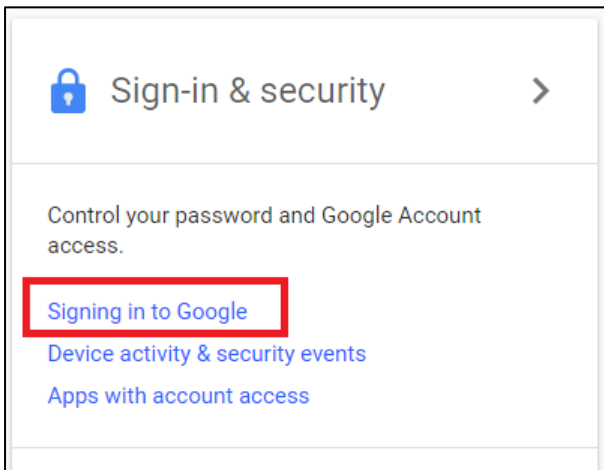 Sign-in & security
Control your password and Google Account
access.
Signing in to Google
Device activity & security events
Apps with account access